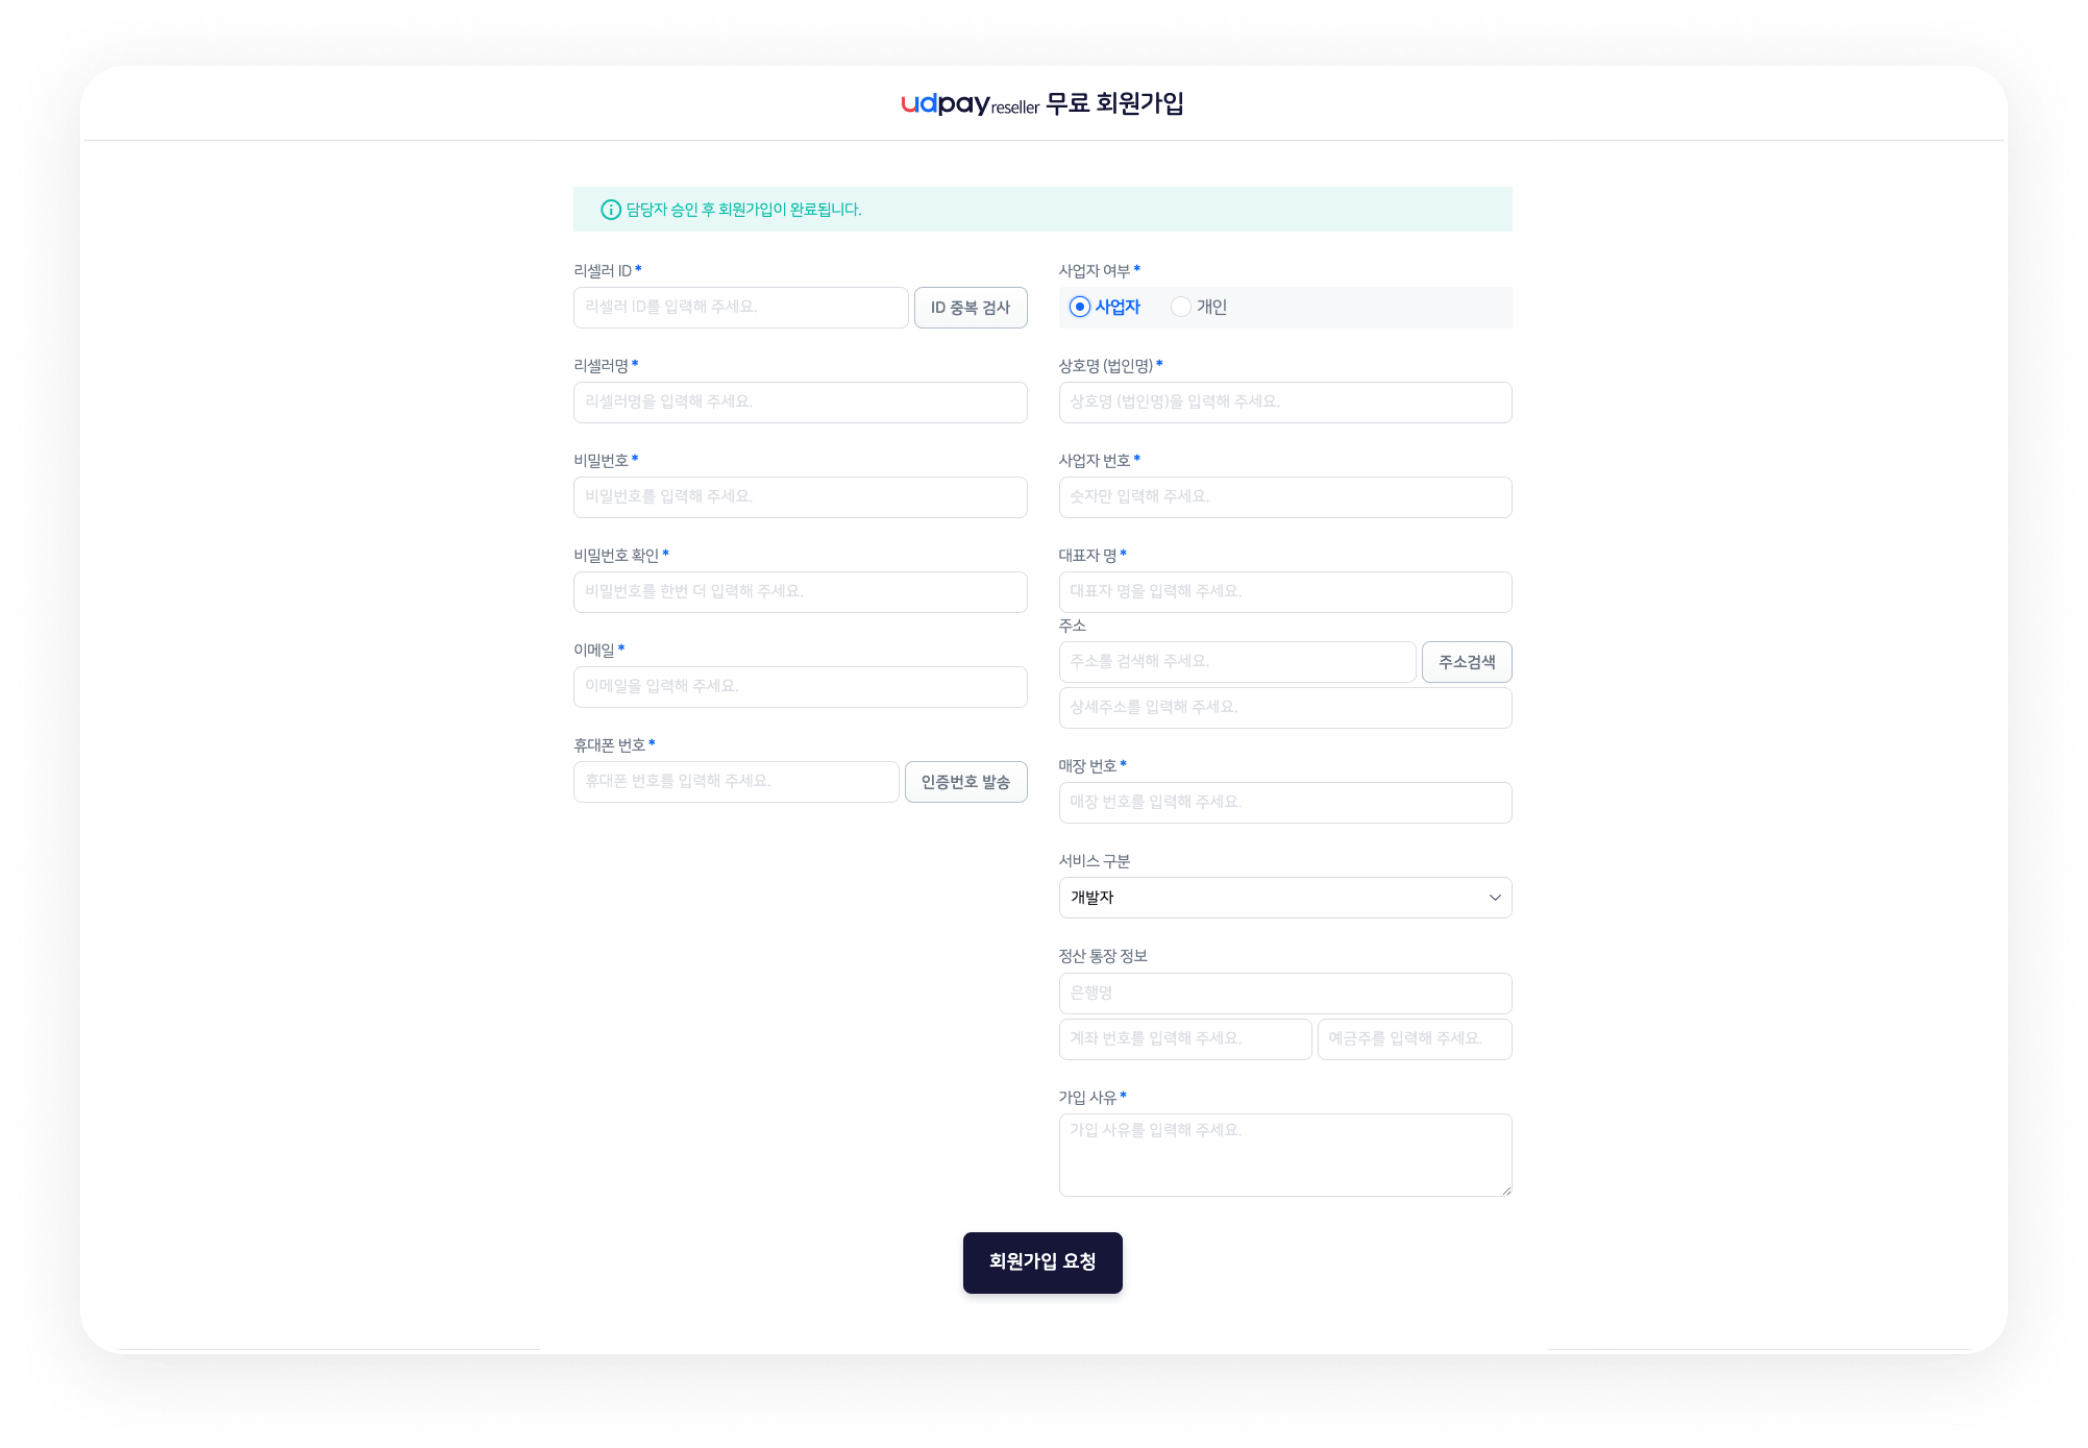 udpay reseller 무료 회원가입
담당자 승인 후 회원가입이 완료됩니다.
리셀러 ID *
리셀러 ID를 입력해 주세요.
ID 중복 검사
리셀러명 *
리셀러명을 입력해 주세요.
비밀번호 *
비밀번호를 입력해 주세요.
비밀번호 확인 *
비밀번호를 한번 더 입력해 주세요.
이메일 *
이메일을 입력해 주세요.
휴대폰 번호 *
휴대폰 번호를 입력해 주세요.
인증번호 발송
사업자 여부 *
사업자 개인
상호명 (법인명) *
상호명 (법인명)을 입력해 주세요.
사업자 번호 *
숫자만 입력해 주세요.
대표자 명 *
대표자 명을 입력해 주세요.
주소
주소를 검색해 주세요.
주소검색
상세주소를 입력해 주세요.
매장 번호 *
매장 번호를 입력해 주세요.
서비스 구분
개발자
정산 통장 정보
은행명
계좌 번호를 입력해 주세요.
예금주를 입력해 주세요.
가입 사유 *
가입 사유를 입력해 주세요.
회원가입 요청